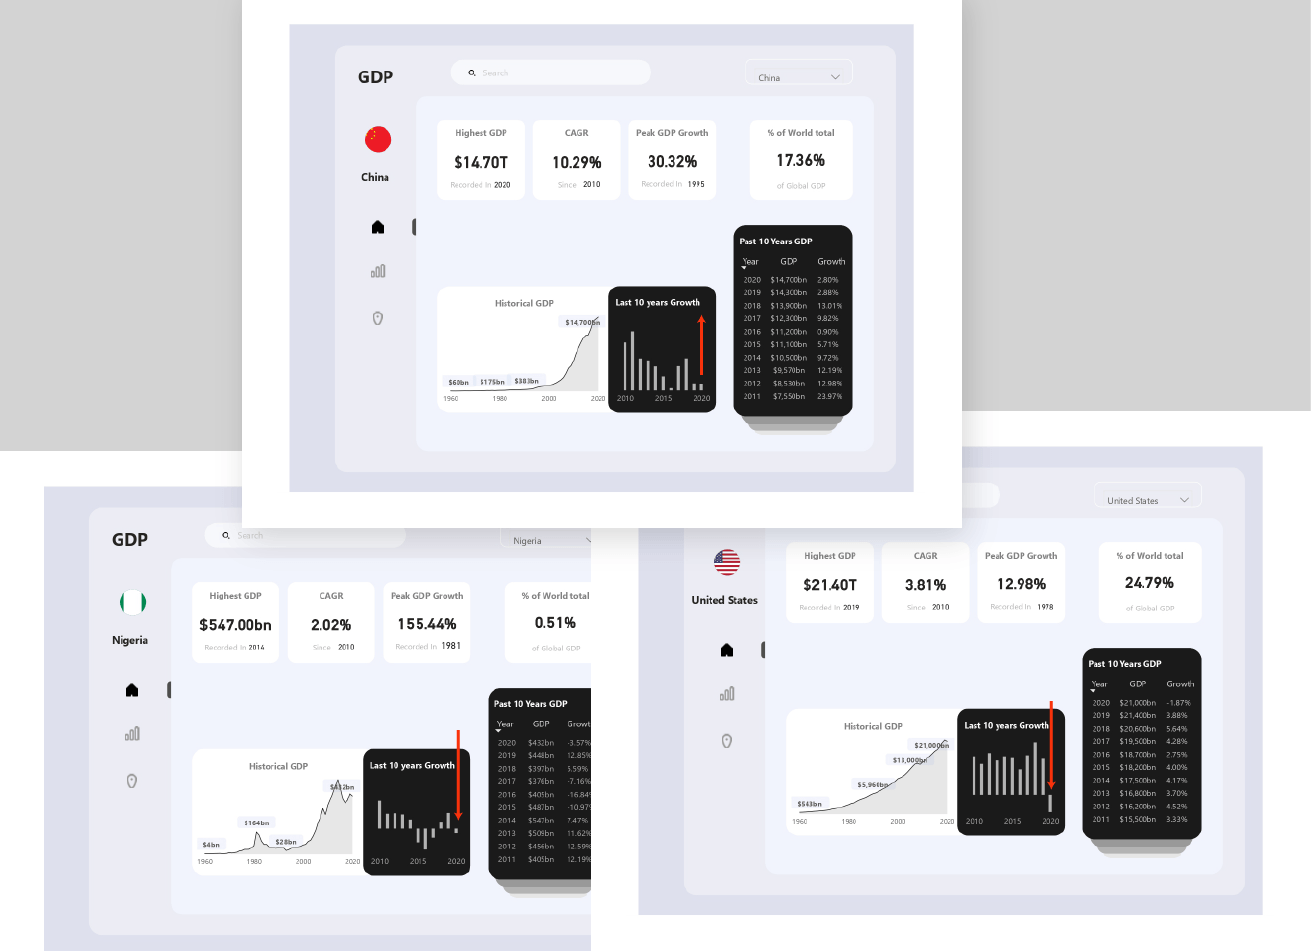 GDP
Search
China
China
Highest GDP
$14.70T
Recorded In 2020
CAGR
10.29%
Since 2010
Peak GDP Growth
30.32%
Recorded In 1995
% of World total
17.36%
of Global GDP
Historical GDP
$14,700bn
$60bn $175bn $383bn
1960 1980 2000 2020
Last 10 years Growth
2010 2015 2020
Past 10 Years GDP
Year GDP Growth
2020 $14,700bn 2.80%
2019 $14,300bn 2.88%
2018 $13,900bn 13.01%
2017 $12,300bn 9.82%
2016 $11,200bn 0.90%
2015 $11,100bn 5.71%
2014 $10,500bn 9.72%
2013 $9,570bn 12.19%
2012 $8,530bn 12.98%
2011 $7,550bn 23.97%
GDP
Search
Nigeria
Nigeria
Highest GDP
$547.00bn
Recorded In 2014
CAGR
2.02%
Since 2010
Peak GDP Growth
155.44%
Recorded In 1981
% of World total
0.51%
of Global GDP
Historical GDP
$432bn
$164bn
$28bn
$4bn
1960 1980 2000 2020
Last 10 years Growth
2010 2015 2020
Past 10 Years GDP
Year GDP Growt
2020 $432bn -3.57%
2019 $448bn 12.85%
2018 $397bn 5.59%
2017 $376bn -7.16%
2016 $405bn -16.84
2015 $487bn -10.97
2014 $547bn 7.47%
2013 $509bn 11.62%
2012 $456bn 12.59%
2011 $405bn 12.19%
United States
United States
Highest GDP
$21.40T
Recorded In 2019
CAGR
3.81%
Since 2010
Peak GDP Growth
12.98%
Recorded In 1978
% of World total
24.79%
of Global GDP
Historical GDP
$21,000bn
$13,000bn
$5,960bn
$543bn
1960 1980 2000 2020
Last 10 years Growth
2010 2015 2020
Past 10 Years GDP
Year GDP Growth
2020 $21,000bn -1.87%
2019 $21,400bn 3.88%
2018 $20,600bn 5.64%
2017 $19,500bn 4.28%
2016 $18,700bn 2.75%
2015 $18,200bn 4.00%
2014 $17,500bn 4.17%
2013 $16,800bn 3.70%
2012 $16,200bn 4.52%
2011 $15,500bn 3.33%